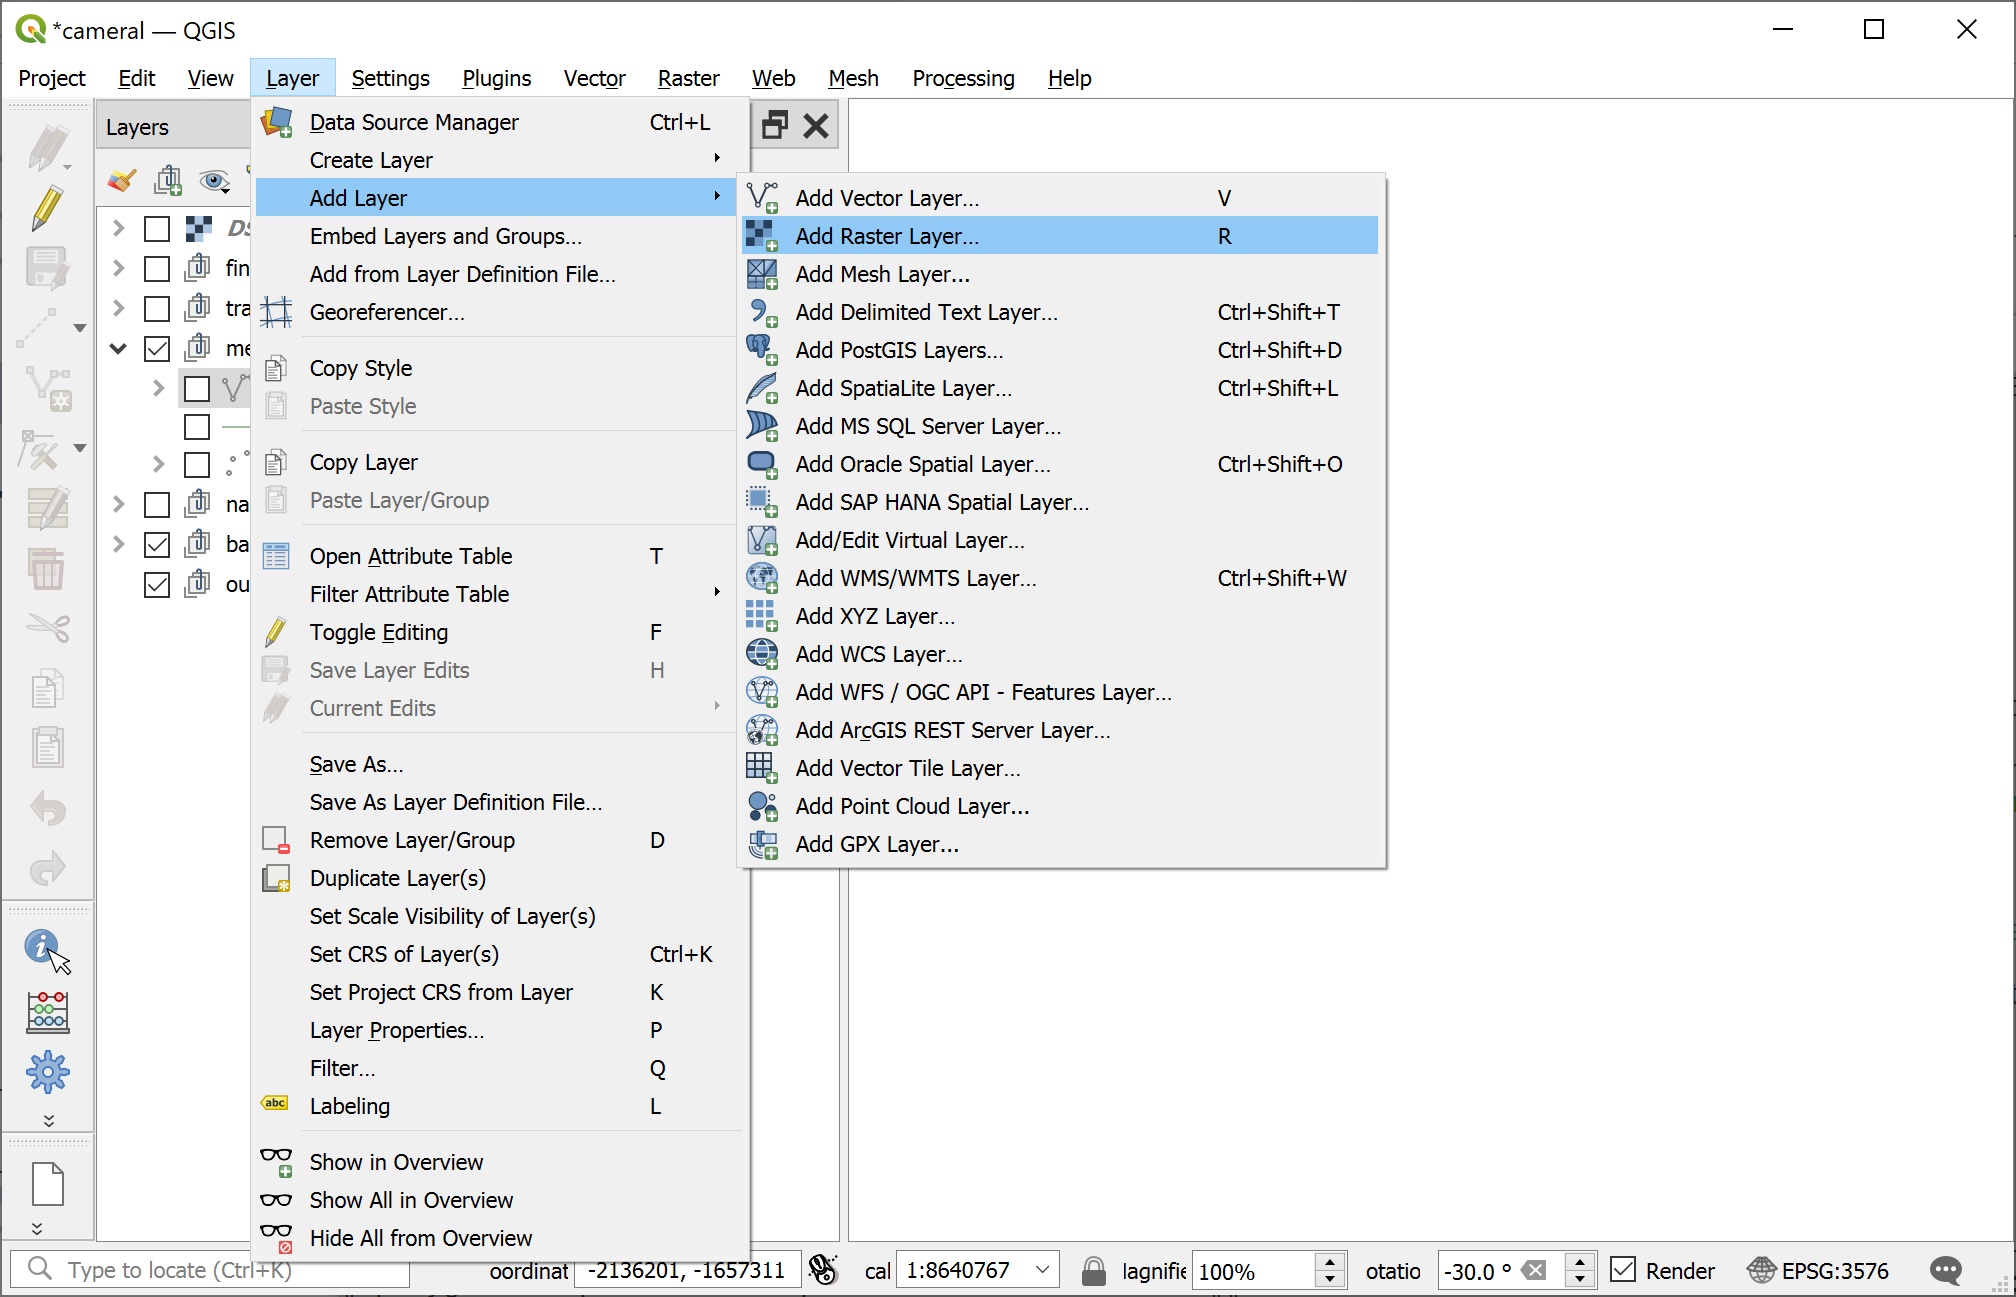 *cameral — QGIS
Project Edit View Layer Settings Plugins Vector Raster Web Mesh Processing Help
Layers
DS
fin
tra
me
na
ba
ou
Data Source Manager Ctrl+L
Create Layer
Add Layer
Embed Layers and Groups...
Add from Layer Definition File...
Georeferencer...
Copy Style
Paste Style
Copy Layer
Paste Layer/Group
Open Attribute Table T
Filter Attribute Table
Toggle Editing F
Save Layer Edits H
Current Edits
Save As...
Save As Layer Definition File...
Remove Layer/Group D
Duplicate Layer(s)
Set Scale Visibility of Layer(s)
Set CRS of Layer(s) Ctrl+K
Set Project CRS from Layer K
Layer Properties... P
Filter... Q
abc Labeling L
Show in Overview
Show All in Overview
Hide All from Overview
Add Vector Layer... V
Add Raster Layer... R
Add Mesh Layer...
Add Delimited Text Layer... Ctrl+Shift+T
Add PostGIS Layers... Ctrl+Shift+D
Add SpatiaLite Layer... Ctrl+Shift+L
Add MS SQL Server Layer...
Add Oracle Spatial Layer... Ctrl+Shift+O
Add SAP HANA Spatial Layer...
Add/Edit Virtual Layer...
Add WMS/WMTS Layer... Ctrl+Shift+W
Add XYZ Layer...
Add WCS Layer...
Add WFS / OGC API - Features Layer...
Add ArcGIS REST Server Layer...
Add Vector Tile Layer...
Add Point Cloud Layer...
Add GPX Layer...
Type to locate (Ctrl+K) oordinat -2136201, -1657311 cal 1:8640767 lagnifie 100% otatio -30.0 ° Render EPSG:3576